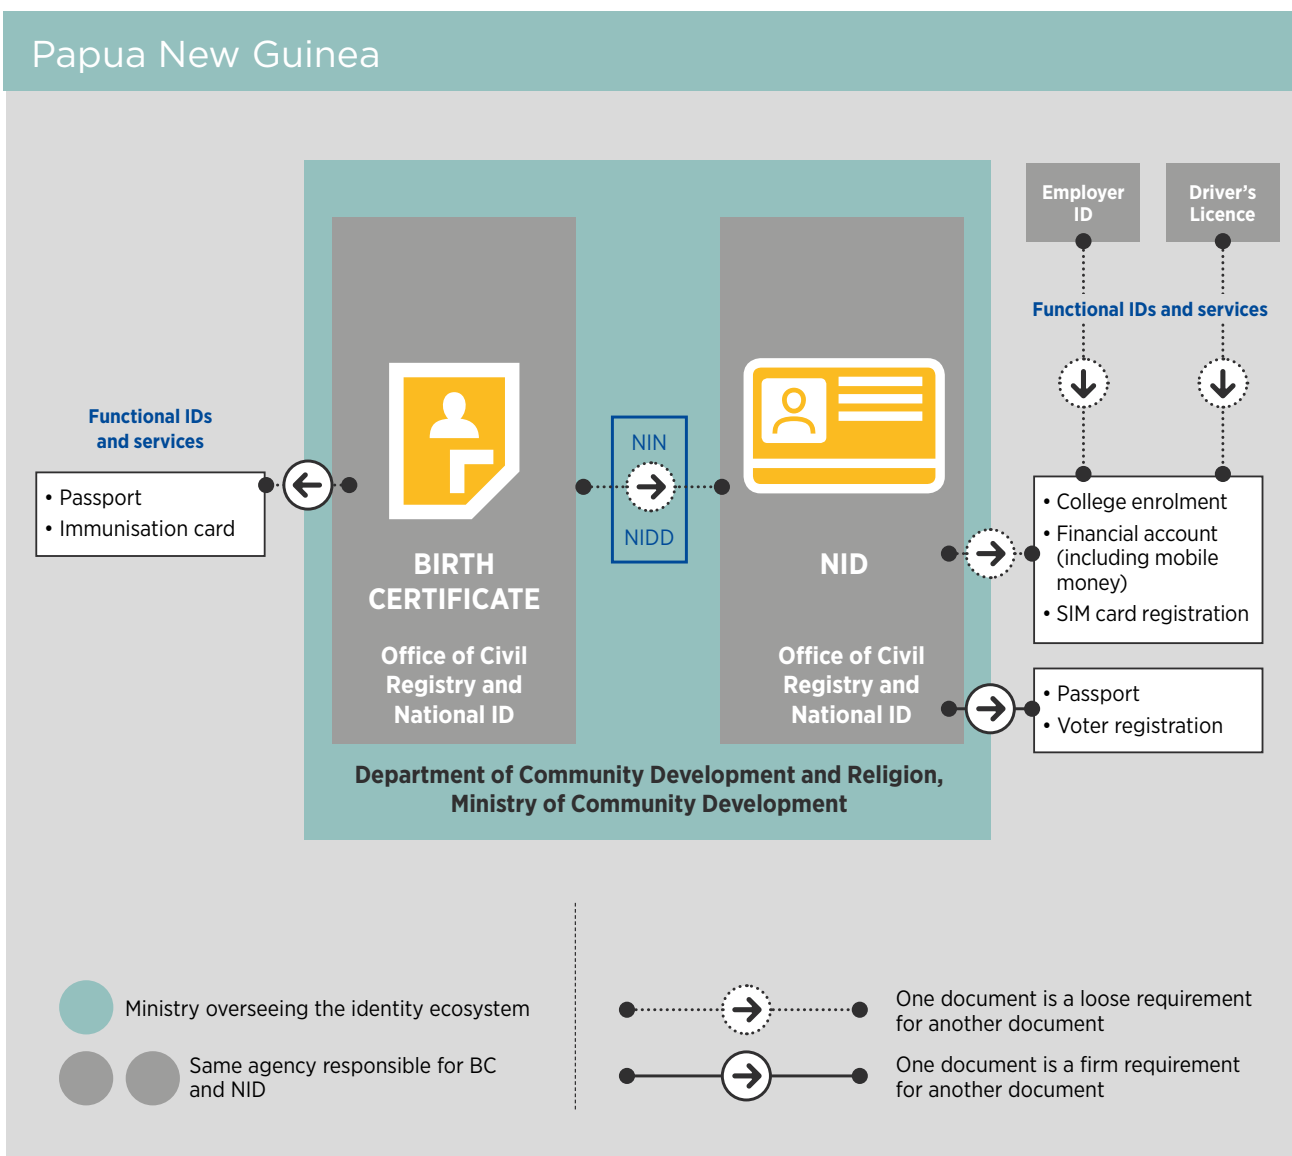 Papua New Guinea
Employer
ID
Driver's
Licence
Functional IDs and services
Functional IDs
and services
• Passport
• Immunisation card
BIRTH
CERTIFICATE
Office of Civil
Registry and
National ID
NIN
NIDD
NID
Office of Civil
Registry and
National ID
• College enrolment
• Financial account
(including mobile
money)
• SIM card registration
• Passport
• Voter registration
Department of Community Development and Religion,
Ministry of Community Development
Ministry overseeing the identity ecosystem
Same agency responsible for BC
and NID
One document is a loose requirement
for another document
One document is a firm requirement
for another document